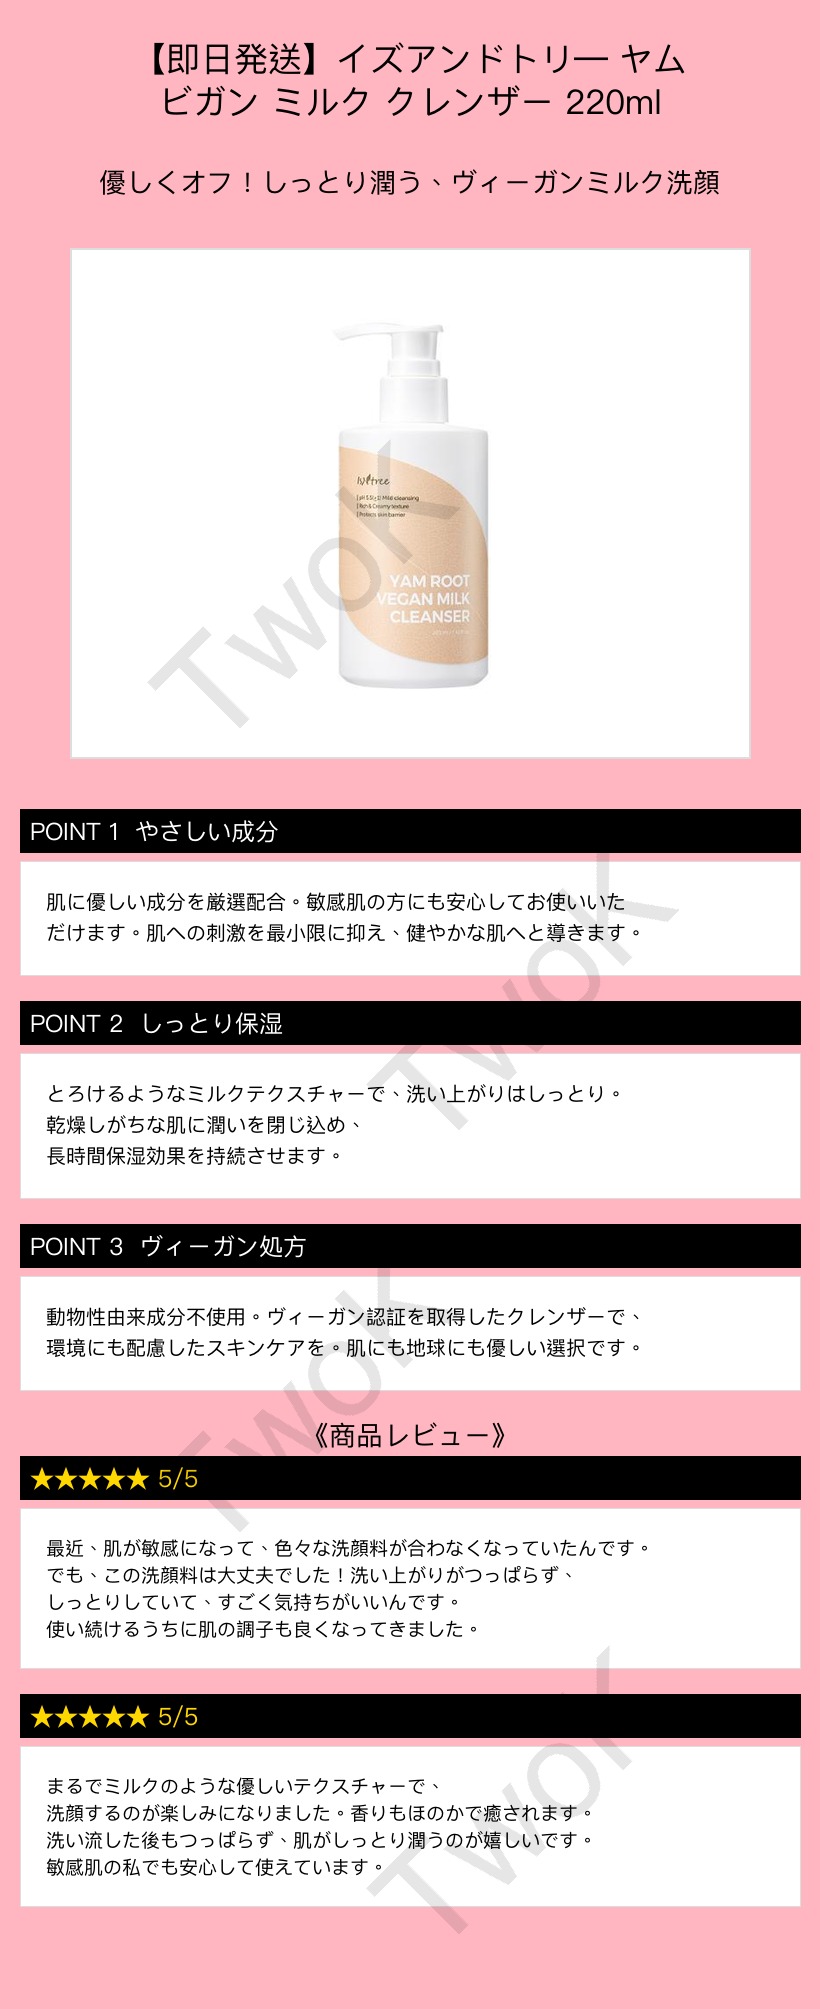 【即日発送】イズアンドトリー ヤム
ビガン ミルク クレンザー 220ml
優しくオフ！しっとり潤う、ヴィーガンミルク洗顔
IsNtree
[ pH 5.5(±1) Mild cleansing
[ Rich & Creamy texture
[ Protects skin barrier
YAM ROOT
VEGAN MILK
CLEANSER
TwoK
POINT 1 やさしい成分
肌に優しい成分を厳選配合。敏感肌の方にも安心してお使いいた
だけます。肌への刺激を最小限に抑え、健やかな肌へと導きます。
TwoK
POINT 2 しっとり保湿
とろけるようなミルクテクスチャーで、洗い上がりはしっとり。
乾燥しがちな肌に潤いを閉じ込め、
長時間保湿効果を持続させます。
POINT 3 ヴィーガン処方
動物性由来成分不使用。ヴィーガン認証を取得したクレンザーで、
環境にも配慮したスキンケアを。肌にも地球にも優しい選択です。
TwoK
《商品レビュー》
★★★★★ 5/5
最近、肌が敏感になって、色々な洗顔料が合わなくなっていたんです。
でも、この洗顔料は大丈夫でした！洗い上がりがつっぱらず、
しっとりしていて、すごく気持ちがいいんです。
使い続けるうちに肌の調子も良くなってきました。
★★★★★ 5/5
まるでミルクのような優しいテクスチャーで、
洗顔するのが楽しみになりました。香りもほのかで癒されます。
洗い流した後もつっぱらず、肌がしっとり潤うのが嬉しいです。
敏感肌の私でも安心して使えています。
TwoK